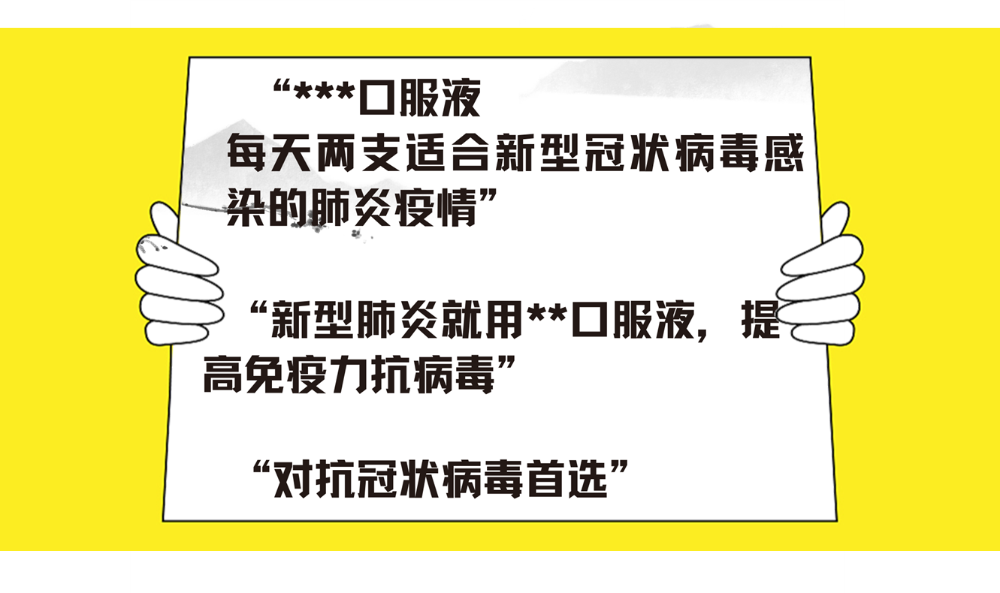 “***口服液
每天两支适合新型冠状病毒感
染的肺炎疫情”
“新型肺炎就用**口服液，提
高免疫力抗病毒”
“对抗冠状病毒首选”